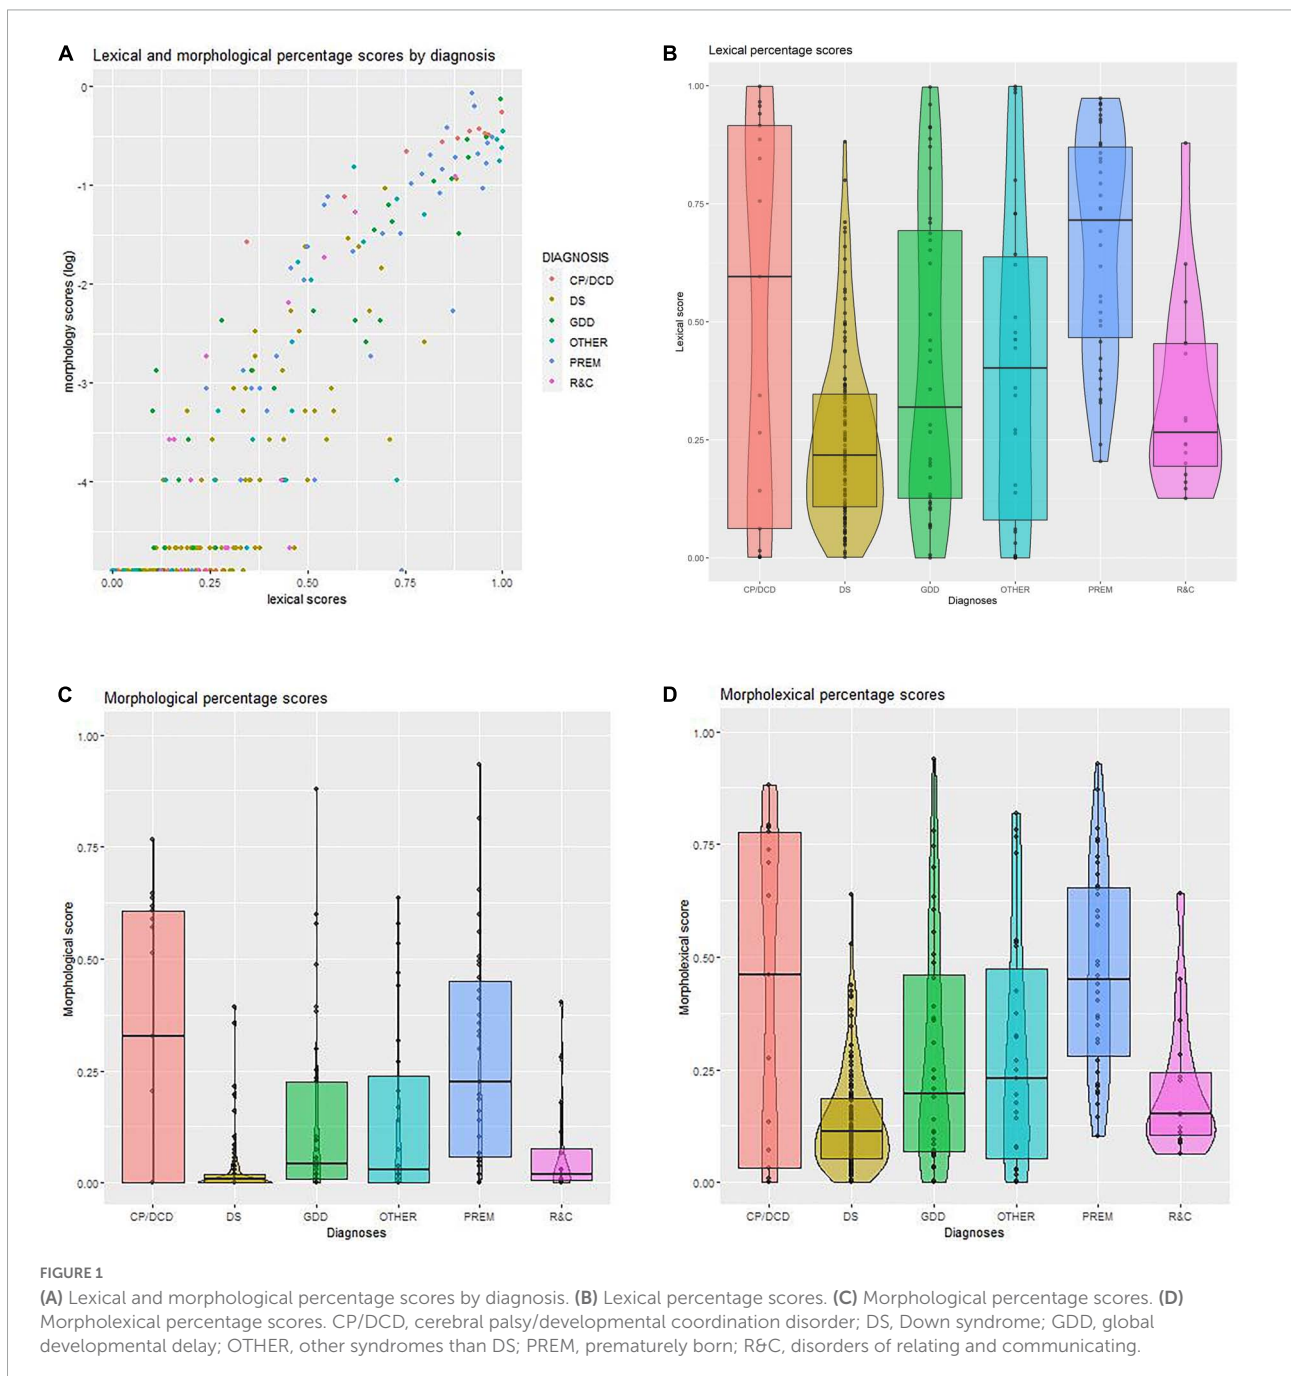 A
Lexical and morphological percentage scores by diagnosis
0
-1
-2
-3
-4
morphology scores (log)
0.00
0.25
0.50
0.75
1.00
lexical scores
DIAGNOSIS
CP/DCD
DS
GDD
OTHER
PREM
R&C
B
Lexical percentage scores
1.00
0.75
0.50
0.25
0.00
Lexical score
CP/DCD
DS
GDD
OTHER
PREM
R&C
Diagnoses
C
Morphological percentage scores
1.00
0.75
0.50
0.25
0.00
Morphological score
CP/DCD
DS
GDD
OTHER
PREM
R&C
Diagnoses
D
Morpholexical percentage scores
1.00
0.75
0.50
0.25
0.00
Morpholexical score
CP/DCD
DS
GDD
OTHER
PREM
R&C
Diagnoses
FIGURE 1
(A) Lexical and morphological percentage scores by diagnosis. (B) Lexical percentage scores. (C) Morphological percentage scores. (D)
Morpholexical percentage scores. CP/DCD, cerebral palsy/developmental coordination disorder; DS, Down syndrome; GDD, global
developmental delay; OTHER, other syndromes than DS; PREM, prematurely born; R&C, disorders of relating and communicating.